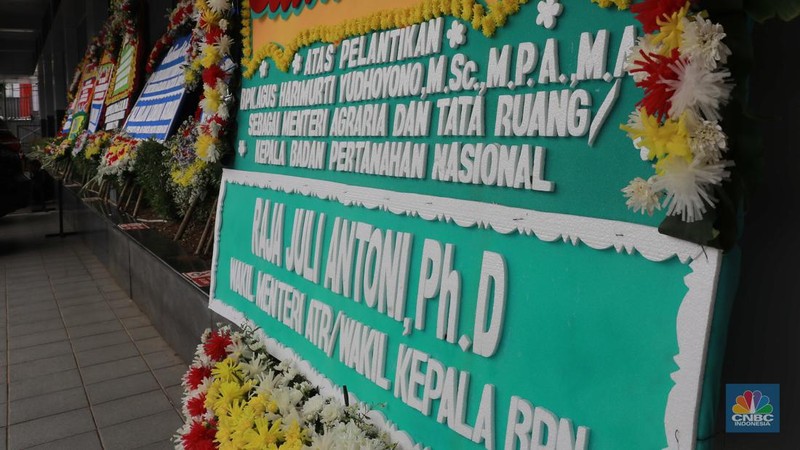 ATAS PELANTIKAN
DPL.AGUS HARIMURTI YUDHOYONO,M.Sc.,M.P.A.,M.A
SEBAGAI MENTERI AGRARIA DAN TATA RUANG/
KEPALA BADAN PERTANAHAN NASIONAL
RAJA JULI ANTONI,Ph.D
WAKIL MENTERI ATR/WAKIL KEPALA BPN
CNBC
INDONESIA